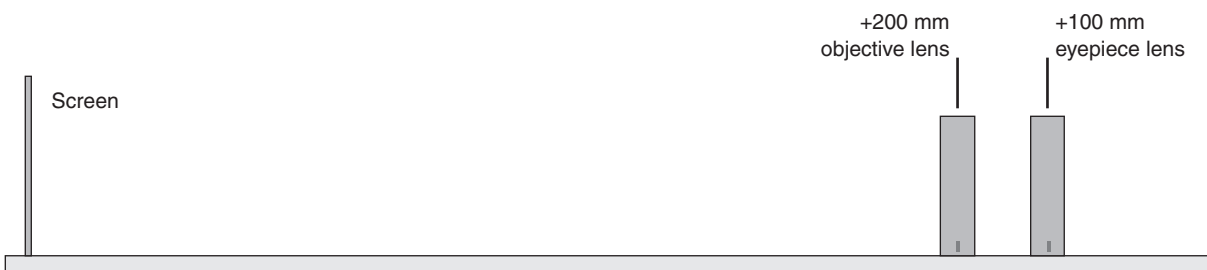 +200 mm
objective lens
+100 mm
eyepiece lens
Screen